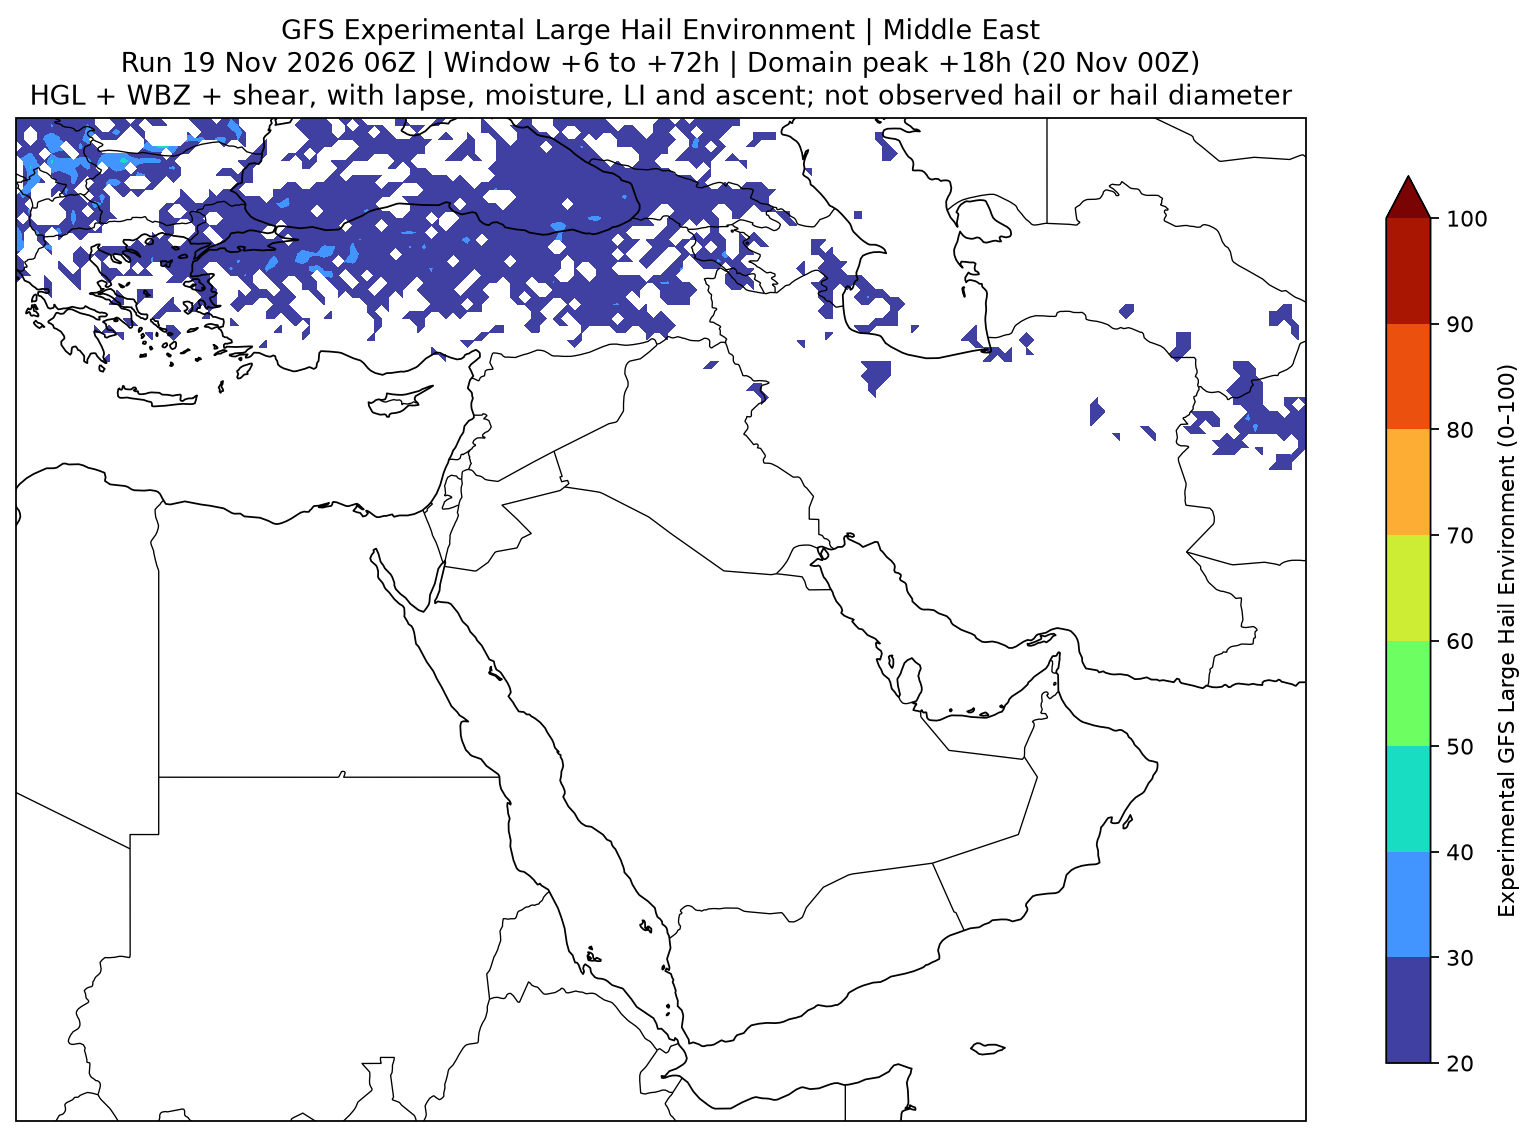 GFS Experimental Large Hail Environment | Middle East
Run 19 Nov 2026 06Z | Window +6 to +72h | Domain peak +18h (20 Nov 00Z)
HGL + WBZ + shear, with lapse, moisture, LI and ascent; not observed hail or hail diameter
100
90
80
70
60
50
40
30
20
Experimental GFS Large Hail Environment (0–100)